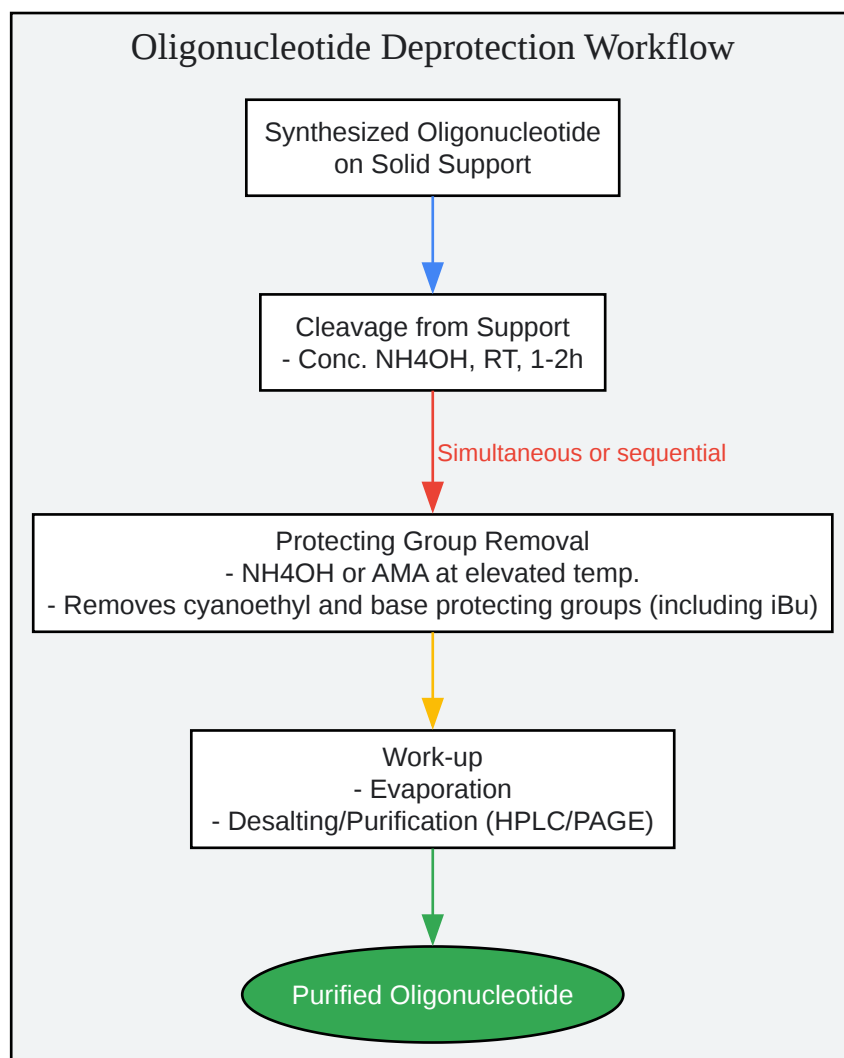 Oligonucleotide Deprotection Workflow
Synthesized Oligonucleotide
on Solid Support
Cleavage from Support
- Conc. NH4OH, RT, 1-2h
Simultaneous or sequential
Protecting Group Removal
- NH4OH or AMA at elevated temp.
- Removes cyanoethyl and base protecting groups (including iBu)
Work-up
- Evaporation
- Desalting/Purification (HPLC/PAGE)
Purified Oligonucleotide